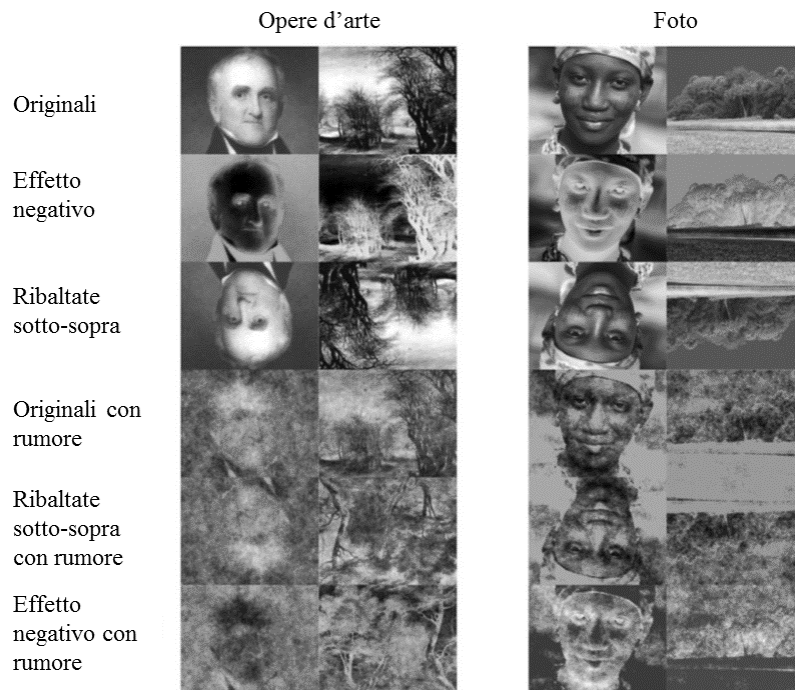 Opere d’arte
Foto
Originali
Effetto
negativo
Ribaltate
sotto-sopra
Originali con
rumore
Ribaltate
sotto-sopra
con rumore
Effetto
negativo con
rumore